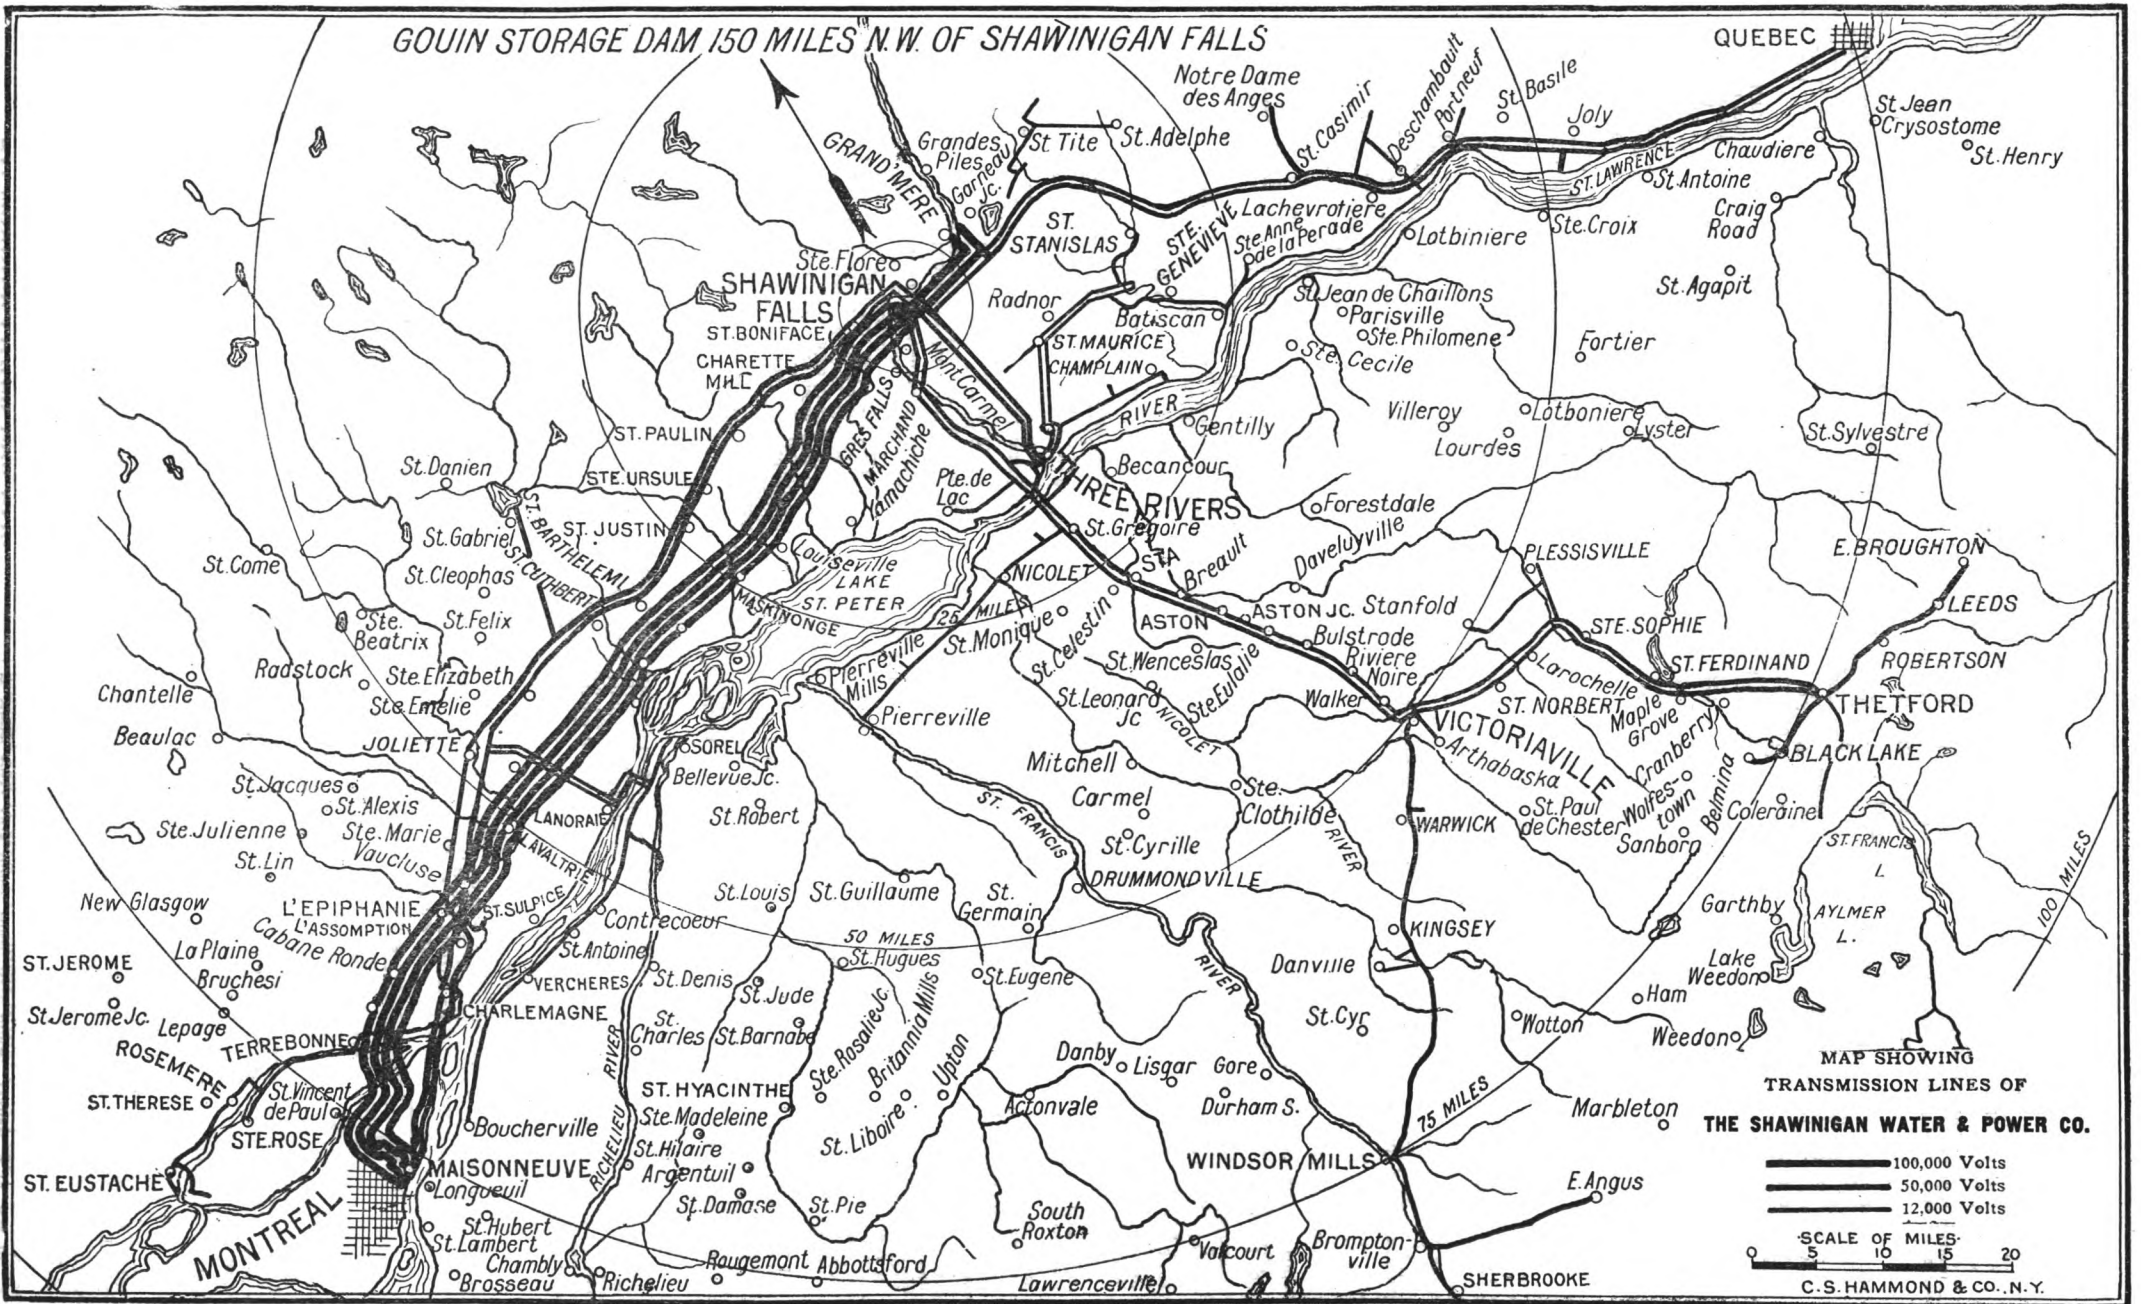 GOUIN STORAGE DAM 150 MILES N.W. OF SHAWINIGAN FALLS
QUEBEC
Notre Dame
des Anges
St. Casimir
Deschambault
Portneuf
St. Basile
Joly
St Jean
Crysostome
St. Henry
Chaudiere
GRAND'MERE
Grandes
Piles
Garneau
Jc.
St Tite
St. Adelphe
ST. LAWRENCE
St. Antoine
Craig
Road
ST.
STANISLAS
STE.
GENEVIEVE
Lachevrotiere
Ste. Anne
de la Perade
Lotbiniere
Ste. Croix
St. Agapit
Ste. Flore
SHAWINIGAN
FALLS
ST. BONIFACE
CHARETTE
MILL
Radnor
Batiscan
St. Jean de Chaillons
Parisville
Ste. Philomene
Ste. Cecile
Fortier
ST. MAURICE
CHAMPLAIN
Mont Carmel
GRES FALLS
MARCHAND
Yamachiche
RIVER
Gentilly
Villeroy
Lotboniere
Lyster
Lourdes
St. Sylvestre
ST. PAULIN
St. Danien
STE. URSULE
Pte. de
Lac
Becancour
THREE RIVERS
Forestdale
ST. BARTHELEMI
ST. JUSTIN
St. Gabriel
ST. CUTHBERT
St. Gregoire
STA
Breault
Daveluyville
PLESSISVILLE
E. BROUGHTON
St. Come
St. Cleophas
Louiseville
LAKE
ST. PETER
NICOLET
MASKINONGE
25 MILES
LEEDS
Ste.
Beatrix
St. Felix
St. Monique
St. Celestin
ASTON
ASTON JC.
Stanfold
STE. SOPHIE
Bulstrode
Riviere
Noire
Radstock
Ste. Elizabeth
Ste. Emelie
Chantelle
Pierreville
Mills
St. Wenceslas
Ste. Eulalie
Larochelle
ST. FERDINAND
ROBERTSON
St. Leonard
Jc
NICOLET
Walker
ST. NORBERT
Maple
Grove
THETFORD
Beaulac
JOLIETTE
Pierreville
VICTORIAVILLE
Arthabaska
Cranberry
BLACK LAKE
SOREL
Bellevue Jc.
Mitchell
Belmina
St. Jacques
St. Alexis
Ste. Julienne
Ste. Marie
Vaucluse
LANORAIE
St. Robert
ST. FRANCIS
Carmel
Ste.
Clothilde
RIVER
WARWICK
St. Paul
de Chester
Wolfes-
town
Sanborn
Coleraine
ST. FRANCIS
L.
St. Lin
LAVALTRIE
St. Cyrille
100 MILES
New Glasgow
L'EPIPHANIE
L'ASSOMPTION
Cabane Ronde
ST. SULPICE
Contrecoeur
St. Louis
St. Guillaume
St.
Germain
DRUMMONDVILLE
Garthby
AYLMER
L.
ST. JEROME
La Plaine
Bruchesi
St. Antoine
50 MILES
St. Hugues
KINGSEY
RIVER
Danville
Lake
Weedon
St. Jerome Jc.
Lepage
VERCHERES
St. Denis
St. Jude
St. Eugene
Ham
CHARLEMAGNE
St.
Charles
St. Barnabe
Ste. Rosalie Jc.
Britannia Mills
Upton
St. Cyr
Wotton
Weedon
TERREBONNE
ROSEMERE
RIVER
Danby
Lisgar
Gore
ST. THERESE
St. Vincent
de Paul
ST. HYACINTHE
Ste. Madeleine
Actonvale
Durham S.
75 MILES
Marbleton
STE. ROSE
Boucherville
RICHELIEU
St. Hilaire
Argentuil
St. Liboire
ST. EUSTACHE
MAISONNEUVE
Longueuil
WINDSOR MILLS
E. Angus
MONTREAL
St. Hubert
St. Lambert
St. Damase
St. Pie
South
Roxton
Valcourt
Brompton-
ville
Chambly
Brosseau
Richelieu
Rougemont
Abbottsford
Lawrenceville
SHERBROOKE
MAP SHOWING
TRANSMISSION LINES OF
THE SHAWINIGAN WATER & POWER CO.
100,000 Volts
50,000 Volts
12,000 Volts
SCALE OF MILES
0 5 10 15 20
C.S. HAMMOND & CO., N.Y.